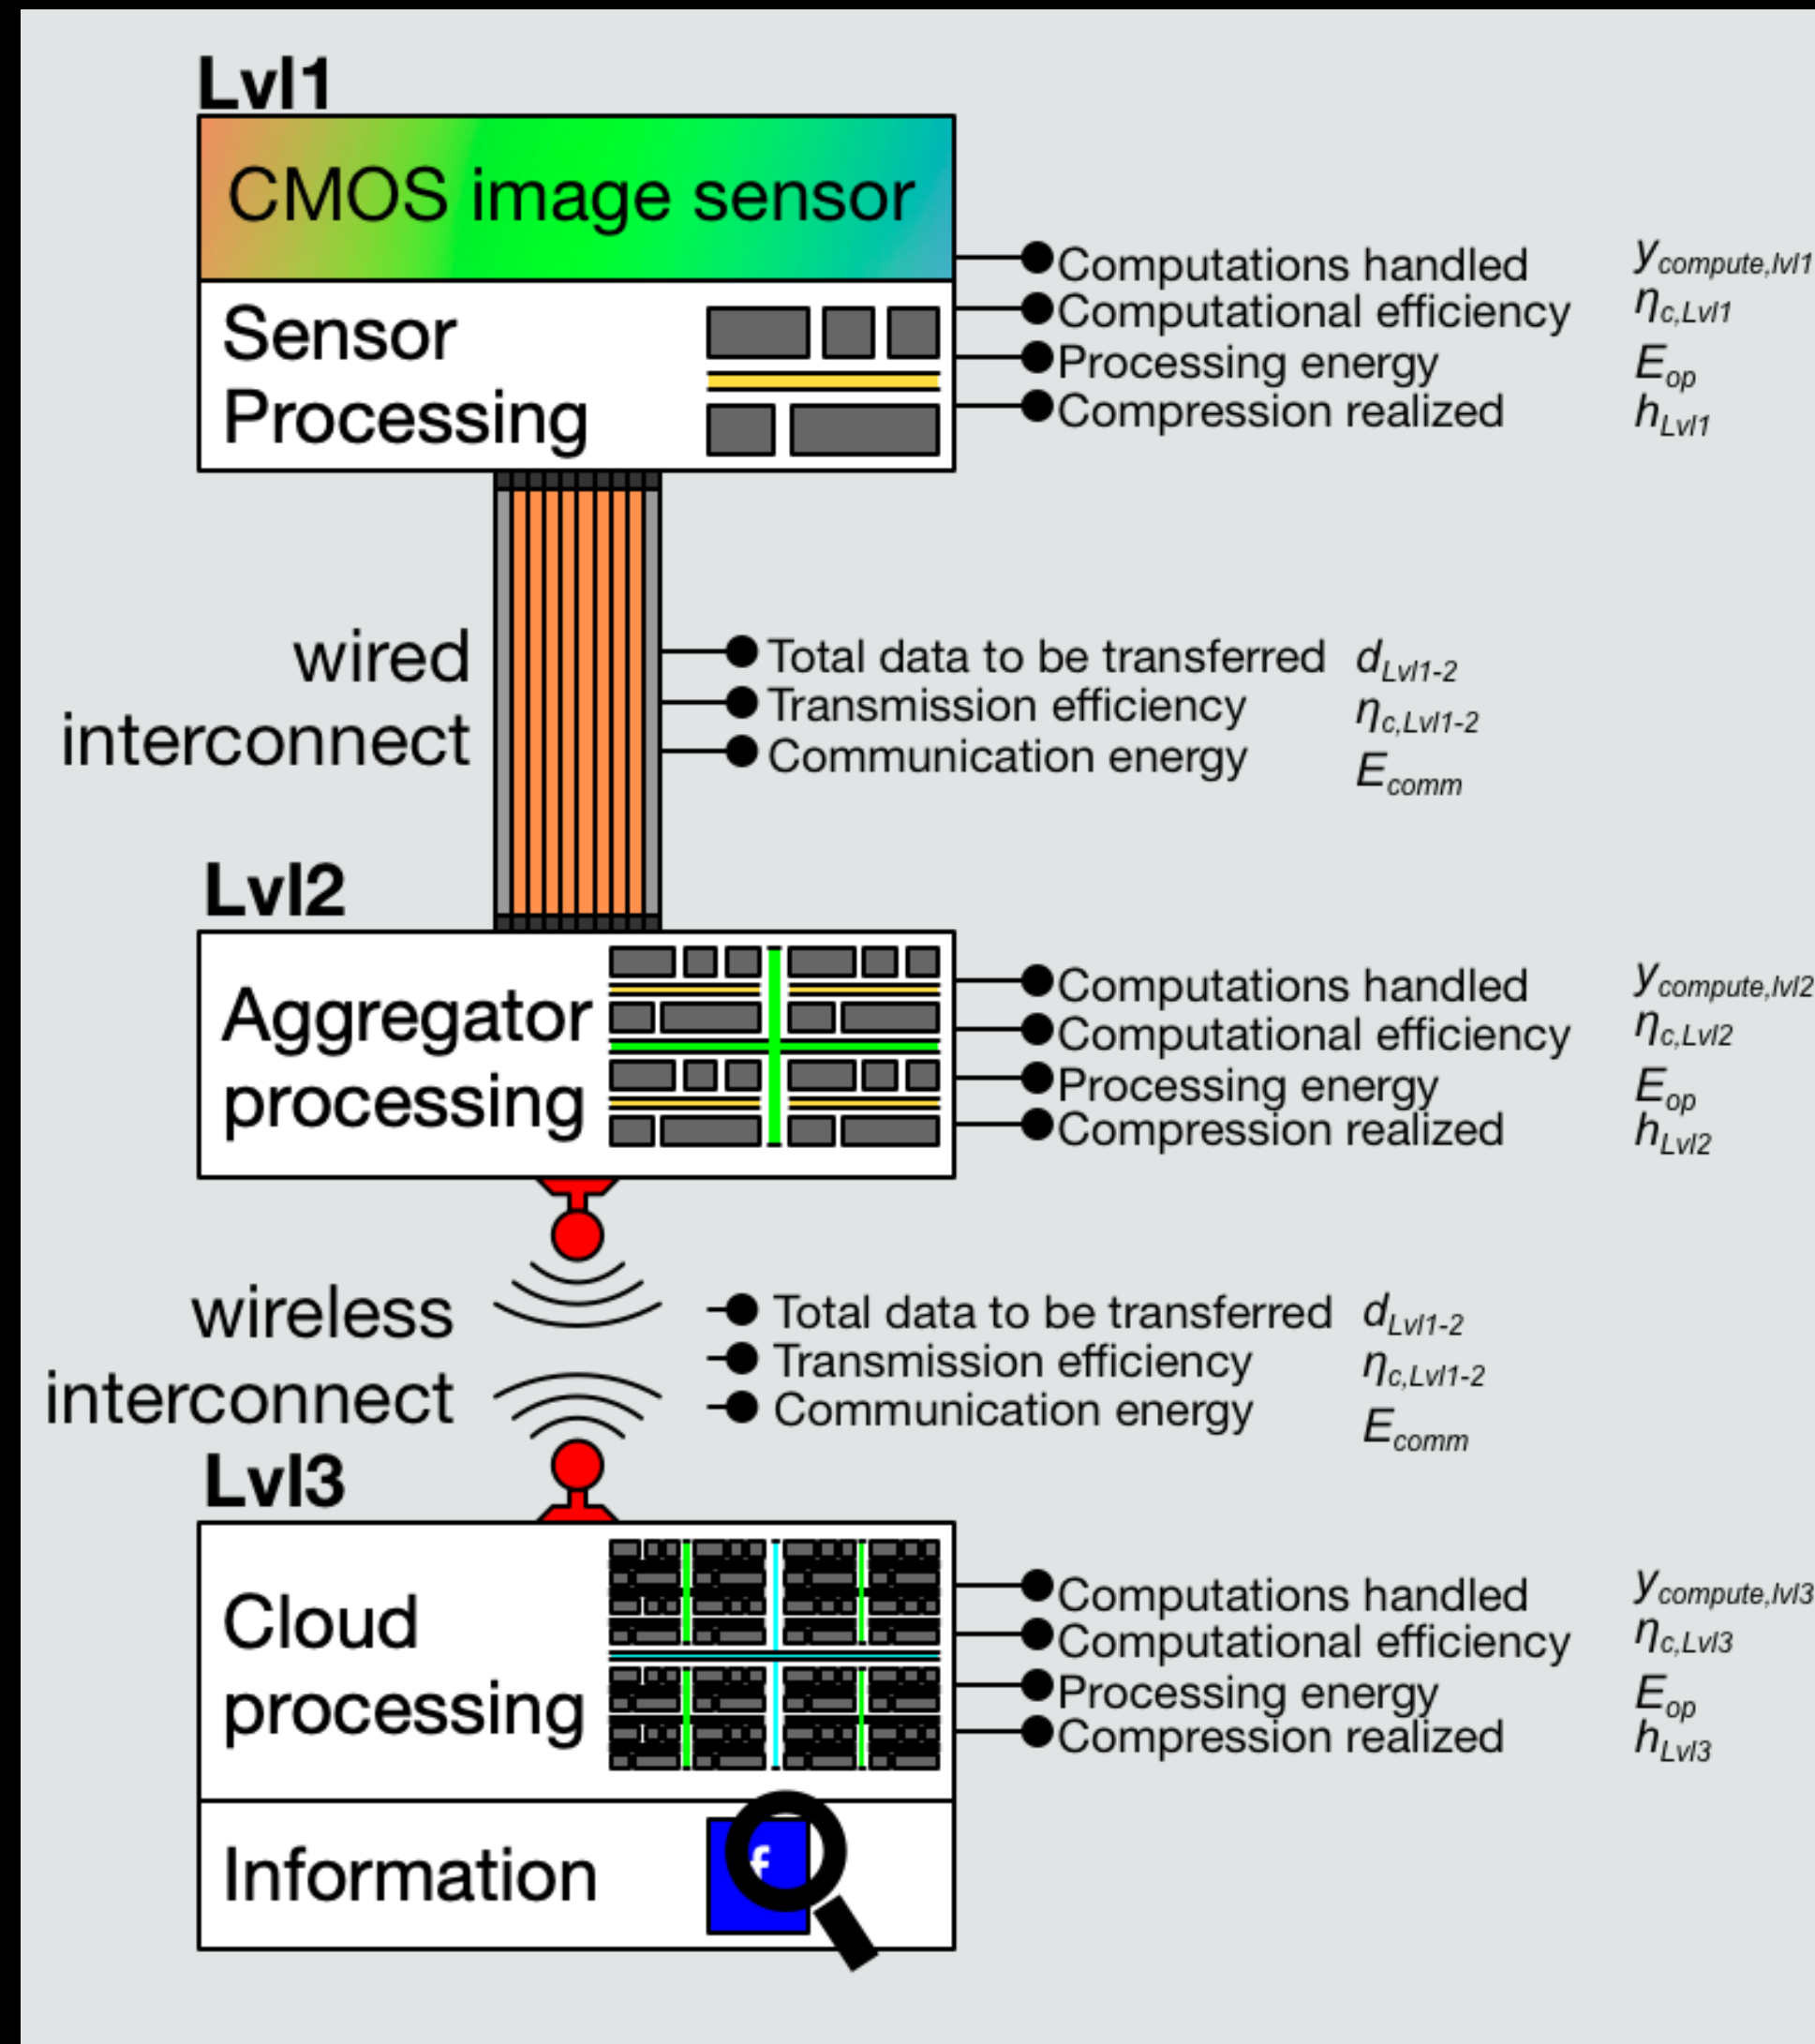 Lvl1
CMOS image sensor
Sensor
Processing
Computations handled y_compute,lvl1
Computational efficiency η_c,Lvl1
Processing energy E_op
Compression realized h_Lvl1
wired
interconnect
Total data to be transferred d_Lvl1-2
Transmission efficiency η_c,Lvl1-2
Communication energy E_comm
Lvl2
Aggregator
processing
Computations handled y_compute,lvl2
Computational efficiency η_c,Lvl2
Processing energy E_op
Compression realized h_Lvl2
wireless
interconnect
Total data to be transferred d_Lvl1-2
Transmission efficiency η_c,Lvl1-2
Communication energy E_comm
Lvl3
Cloud
processing
Computations handled y_compute,lvl3
Computational efficiency η_c,Lvl3
Processing energy E_op
Compression realized h_Lvl3
Information
f